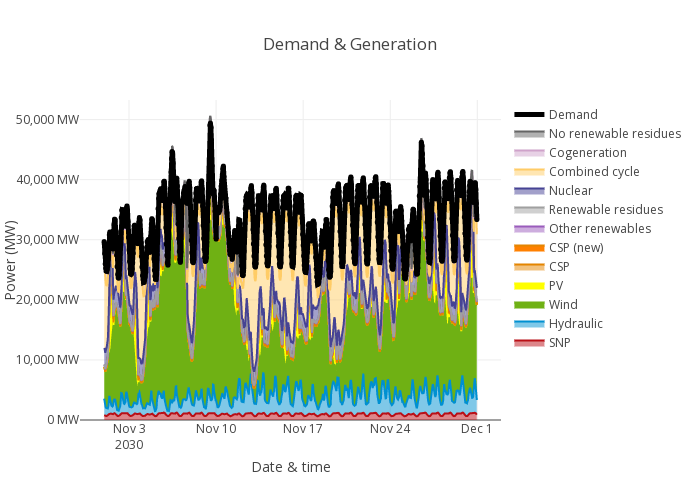 Demand & Generation
50,000 MW
40,000 MW
30,000 MW
20,000 MW
10,000 MW
0 MW
Power (MW)
Nov 3
2030
Nov 10
Nov 17
Nov 24
Dec 1
Date & time
Demand
No renewable residues
Cogeneration
Combined cycle
Nuclear
Renewable residues
Other renewables
CSP (new)
CSP
PV
Wind
Hydraulic
SNP